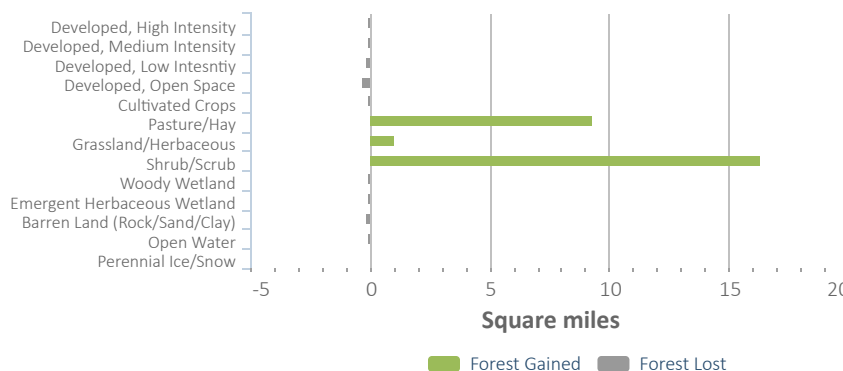 Developed, High Intensity
Developed, Medium Intensity
Developed, Low Intesntiy
Developed, Open Space
Cultivated Crops
Pasture/Hay
Grassland/Herbaceous
Shrub/Scrub
Woody Wetland
Emergent Herbaceous Wetland
Barren Land (Rock/Sand/Clay)
Open Water
Perennial Ice/Snow
-5 0 5 10 15 20
Square miles
Forest Gained Forest Lost